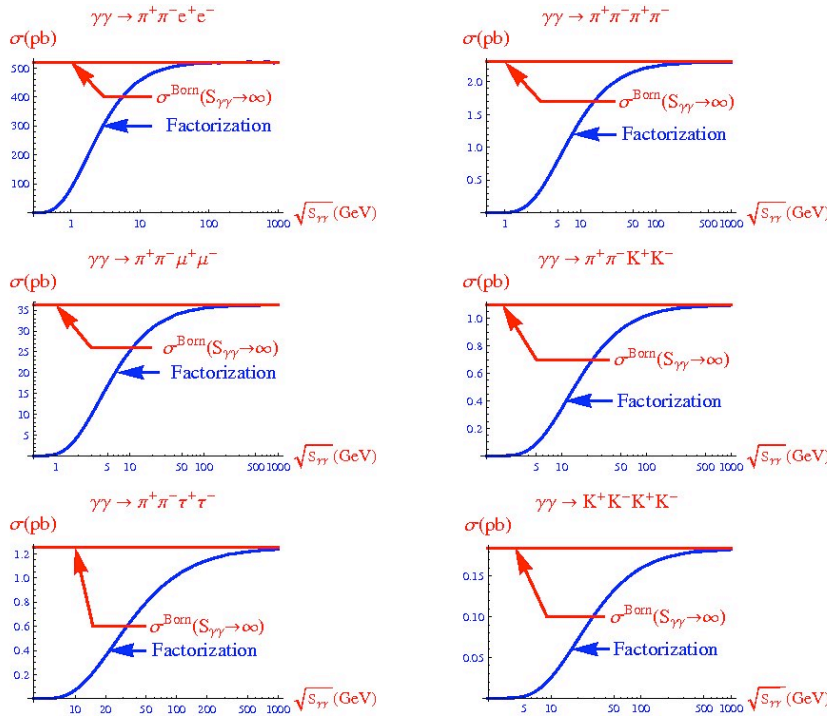 γγ → π⁺π⁻e⁺e⁻
σ(pb)
500
400
300
200
100
σ^Born(S_γγ→∞)
Factorization
1 10 100 1000
√S_γγ (GeV)
γγ → π⁺π⁻π⁺π⁻
σ(pb)
2.0
1.5
1.0
0.5
σ^Born(S_γγ→∞)
Factorization
1 5 10 50 100 500 1000
√S_γγ (GeV)
γγ → π⁺π⁻μ⁺μ⁻
σ(pb)
35
30
25
20
15
10
5
σ^Born(S_γγ→∞)
Factorization
1 5 10 50 100 500 1000
√S_γγ (GeV)
γγ → π⁺π⁻K⁺K⁻
σ(pb)
1.0
0.8
0.6
0.4
0.2
σ^Born(S_γγ→∞)
Factorization
5 10 50 100 500 1000
√S_γγ (GeV)
γγ → π⁺π⁻τ⁺τ⁻
σ(pb)
1.2
1.0
0.8
0.6
0.4
0.2
σ^Born(S_γγ→∞)
Factorization
10 20 50 100 200 500 1000
√S_γγ (GeV)
γγ → K⁺K⁻K⁺K⁻
σ(pb)
0.15
0.10
0.05
σ^Born(S_γγ→∞)
Factorization
5 10 50 100 500 1000
√S_γγ (GeV)